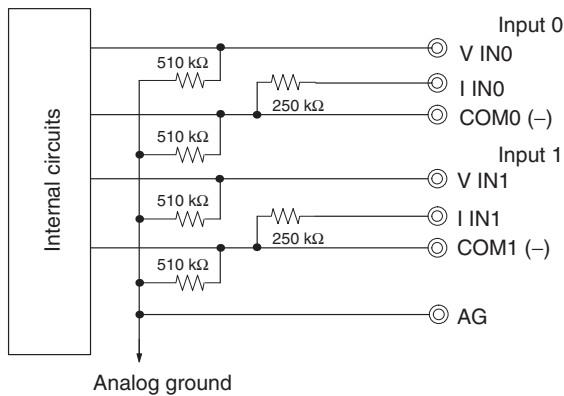 Input 0
V IN0
510 kΩ
I IN0
250 kΩ
COM0 (–)
510 kΩ
Input 1
V IN1
510 kΩ
I IN1
250 kΩ
COM1 (–)
510 kΩ
AG
Internal circuits
Analog ground